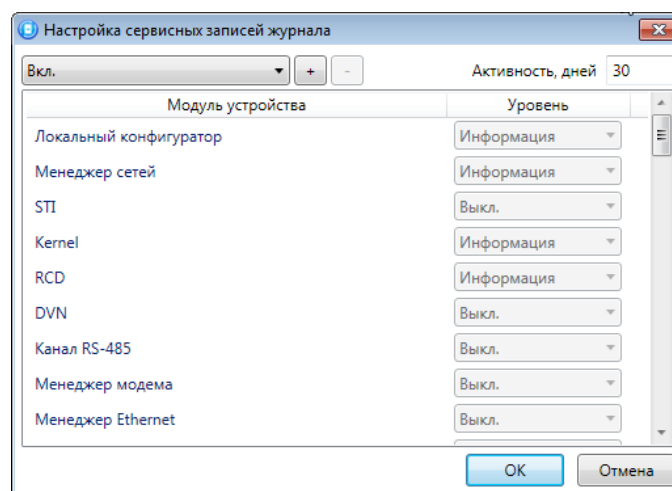 Настройка сервисных записей журнала
Вкл. + - Активность, дней 30
Модуль устройства Уровень
Локальный конфигуратор Информация
Менеджер сетей Информация
STI Выкл.
Kernel Информация
RCD Информация
DVN Выкл.
Канал RS-485 Выкл.
Менеджер модема Выкл.
Менеджер Ethernet Выкл.
OK Отмена